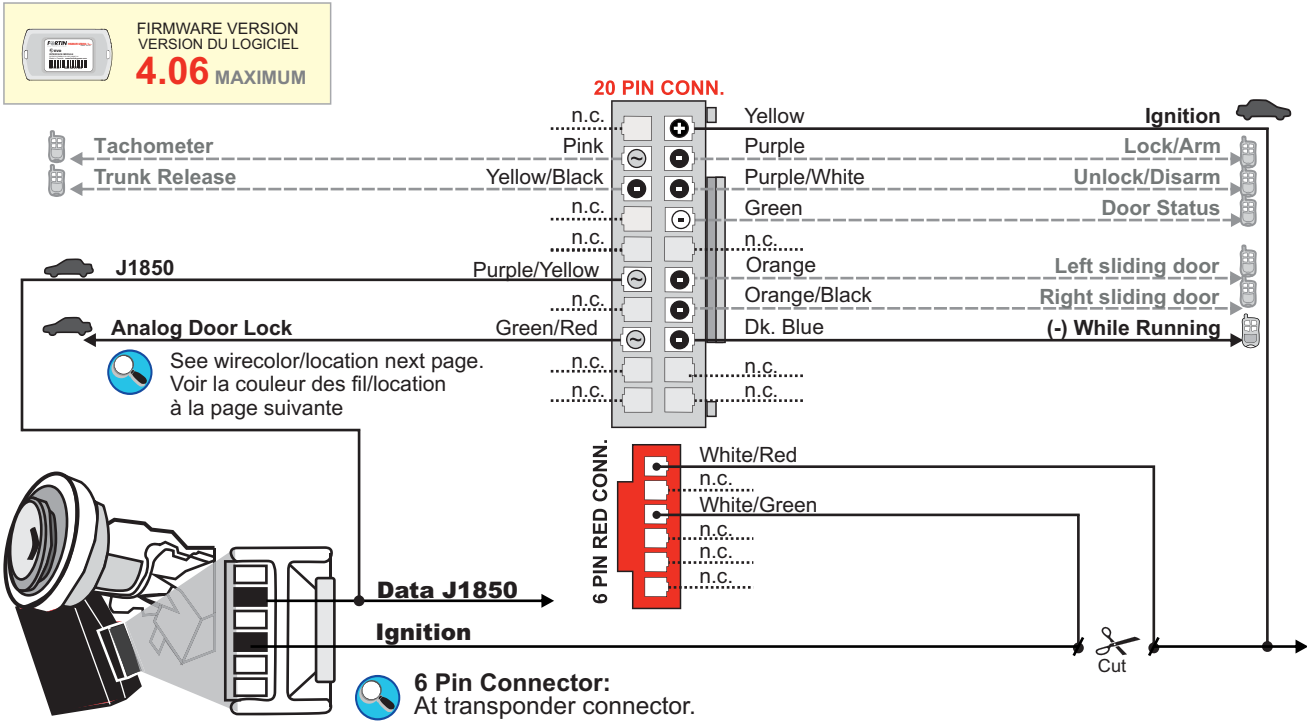 FIRMWARE VERSION
VERSION DU LOGICIEL
4.06 MAXIMUM
FORTIN
20 PIN CONN.
n.c. Yellow Ignition
Tachometer Pink Purple Lock/Arm
Trunk Release Yellow/Black Purple/White Unlock/Disarm
n.c. Green Door Status
n.c. n.c.
J1850 Purple/Yellow Orange Left sliding door
n.c. Orange/Black Right sliding door
Analog Door Lock Green/Red Dk. Blue (-) While Running
See wirecolor/location next page.
Voir la couleur des fil/location
à la page suivante
n.c. n.c.
n.c. n.c.
6 PIN RED CONN.
White/Red
n.c.
White/Green
n.c.
n.c.
n.c.
Data J1850
Ignition
Cut
6 Pin Connector:
At transponder connector.